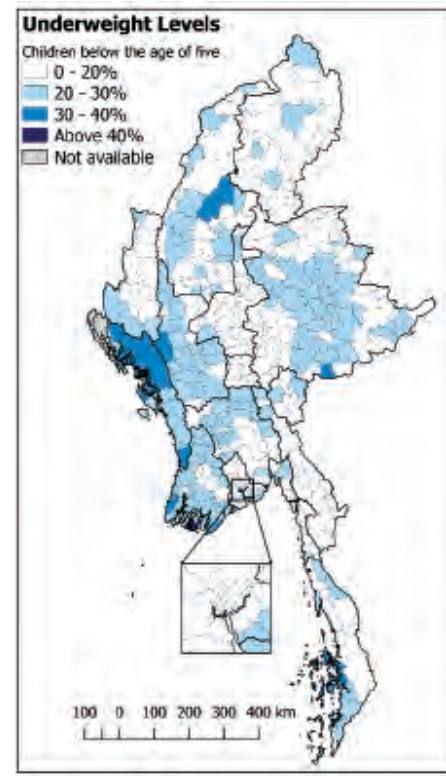 Underweight Levels
Children below the age of five
0 - 20%
20 - 30%
30 - 40%
Above 40%
Not available
100 0 100 200 300 400 km